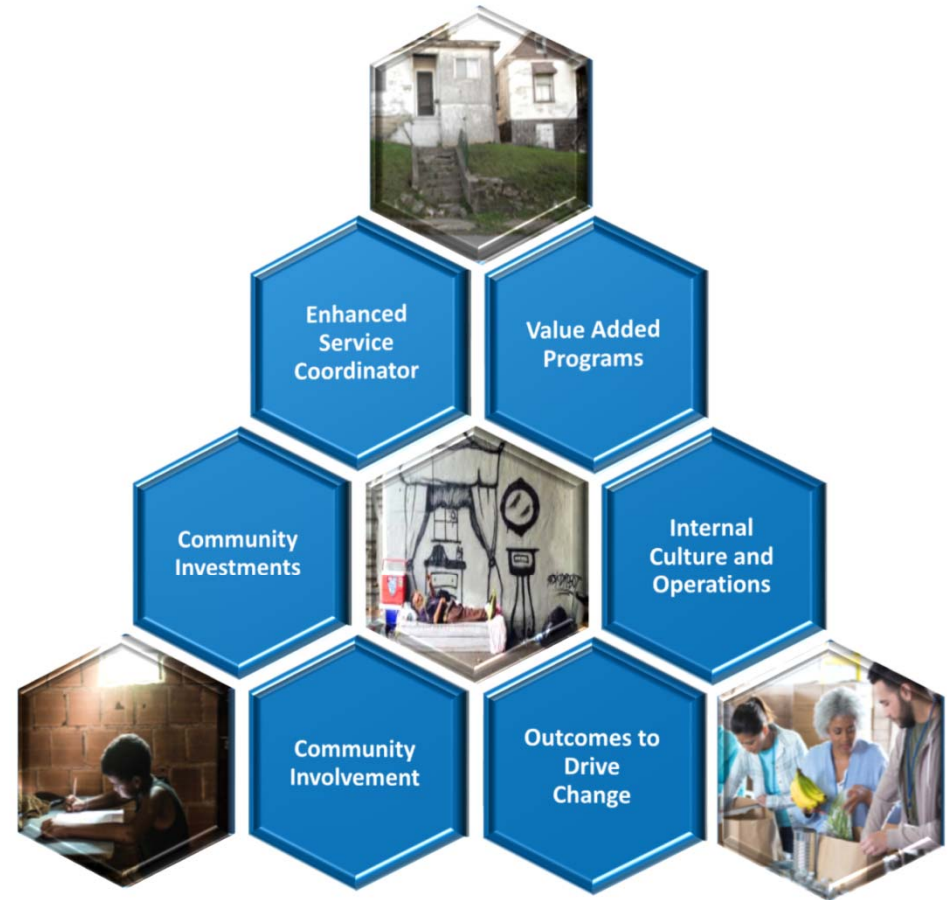 Enhanced
Service
Coordinator
Value Added
Programs
Community
Investments
Internal
Culture and
Operations
Community
Involvement
Outcomes to
Drive
Change